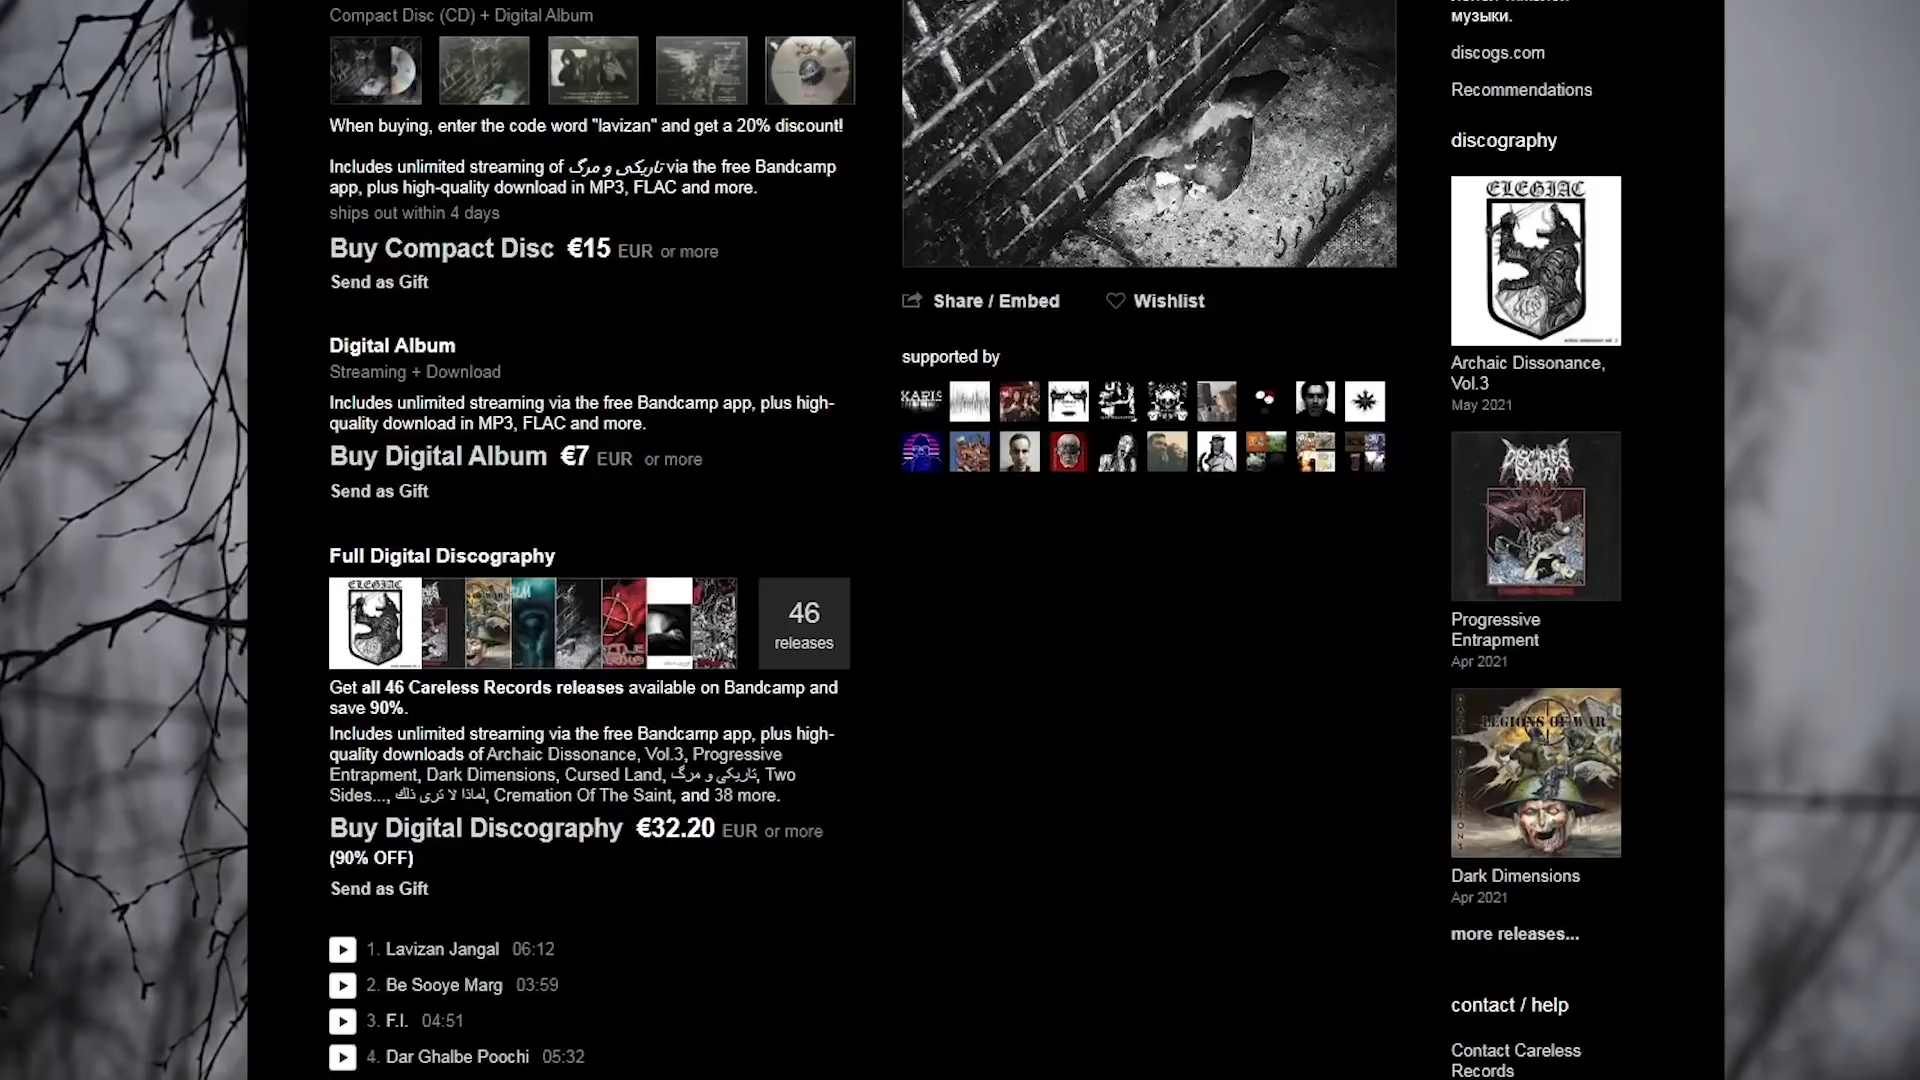 Compact Disc (CD) + Digital Album
When buying, enter the code word "lavizan" and get a 20% discount!
Includes unlimited streaming of تاریکی و مرگ via the free Bandcamp
app, plus high-quality download in MP3, FLAC and more.
ships out within 4 days
Buy Compact Disc €15 EUR or more
Send as Gift
Digital Album
Streaming + Download
Includes unlimited streaming via the free Bandcamp app, plus high-
quality download in MP3, FLAC and more.
Buy Digital Album €7 EUR or more
Send as Gift
Full Digital Discography
ELEGIAC
46
releases
Get all 46 Careless Records releases available on Bandcamp and
save 90%.
Includes unlimited streaming via the free Bandcamp app, plus high-
quality downloads of Archaic Dissonance, Vol.3, Progressive
Entrapment, Dark Dimensions, Cursed Land, تاریکی و مرگ, Two
Sides..., لماذا لا ترى ذلك, Cremation Of The Saint, and 38 more.
Buy Digital Discography €32.20 EUR or more
(90% OFF)
Send as Gift
1. Lavizan Jangal 06:12
2. Be Sooye Marg 03:59
3. F.I. 04:51
4. Dar Ghalbe Poochi 05:32
تاریکی و مرگ
Share / Embed
Wishlist
supported by
музыки.
discogs.com
Recommendations
discography
ELEGIAC
Archaic Dissonance,
Vol.3
May 2021
Progressive
Entrapment
Apr 2021
LEGIONS OF WAR
Dark Dimensions
Apr 2021
more releases...
contact / help
Contact Careless
Records